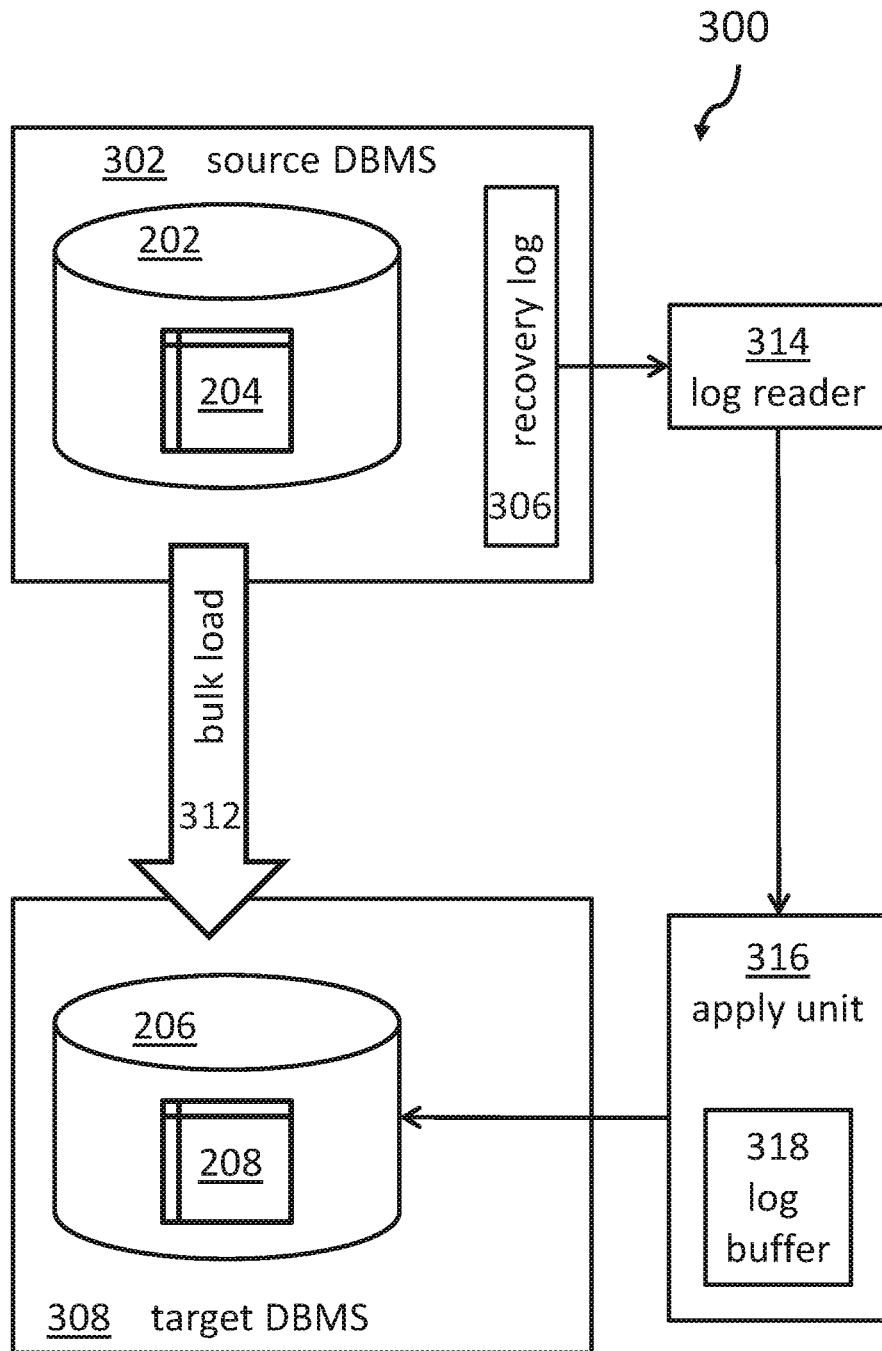 300
302 source DBMS
202
204
recovery log
306
314
log reader
bulk load
312
316
apply unit
206
208
318
log
buffer
308 target DBMS